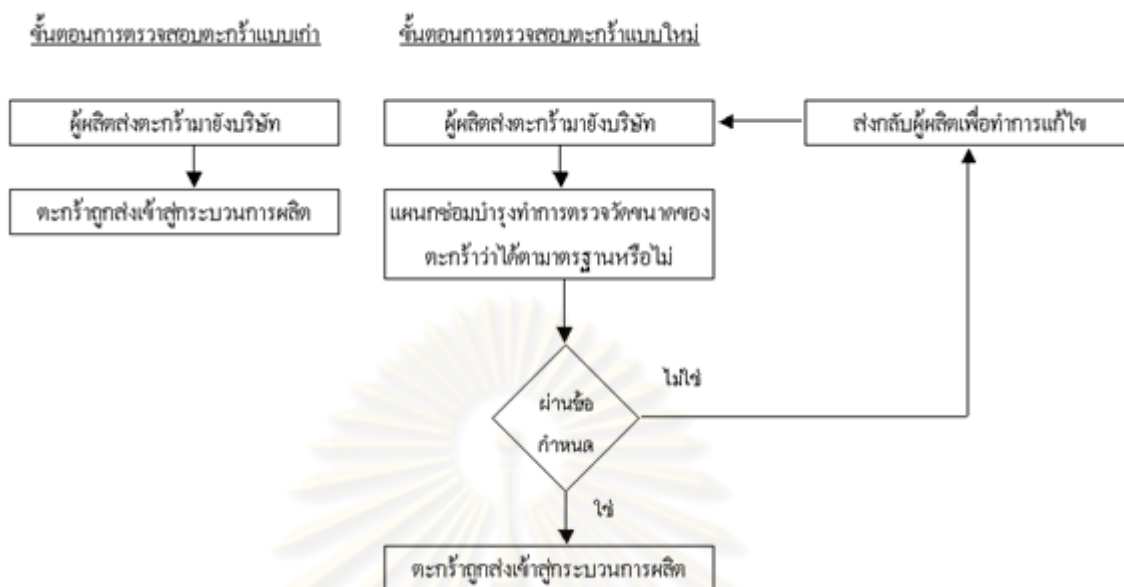 ขั้นตอนการตรวจสอบตะกร้าแบบเก่า
ขั้นตอนการตรวจสอบตะกร้าแบบใหม่
ผู้ผลิตส่งตะกร้ามายังบริษัท
ผู้ผลิตส่งตะกร้ามายังบริษัท
ส่งกลับผู้ผลิตเพื่อทำการแก้ไข
ตะกร้าถูกส่งเข้าสู่กระบวนการผลิต
แผนกซ่อมบำรุงทำการตรวจวัดขนาดของ
ตะกร้าว่าได้ตามาตรฐานหรือไม่
ไม่ใช่
ผ่านข้อ
กำหนด
ใช่
ตะกร้าถูกส่งเข้าสู่กระบวนการผลิต